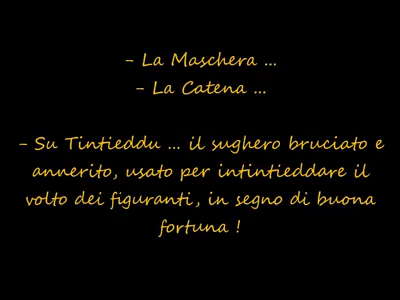 - La Maschera ...
- La Catena ...
- Su Tintieddu ... il sughero bruciato e
annerito, usato per intintieddare il
volto dei figuranti, in segno di buona
fortuna !